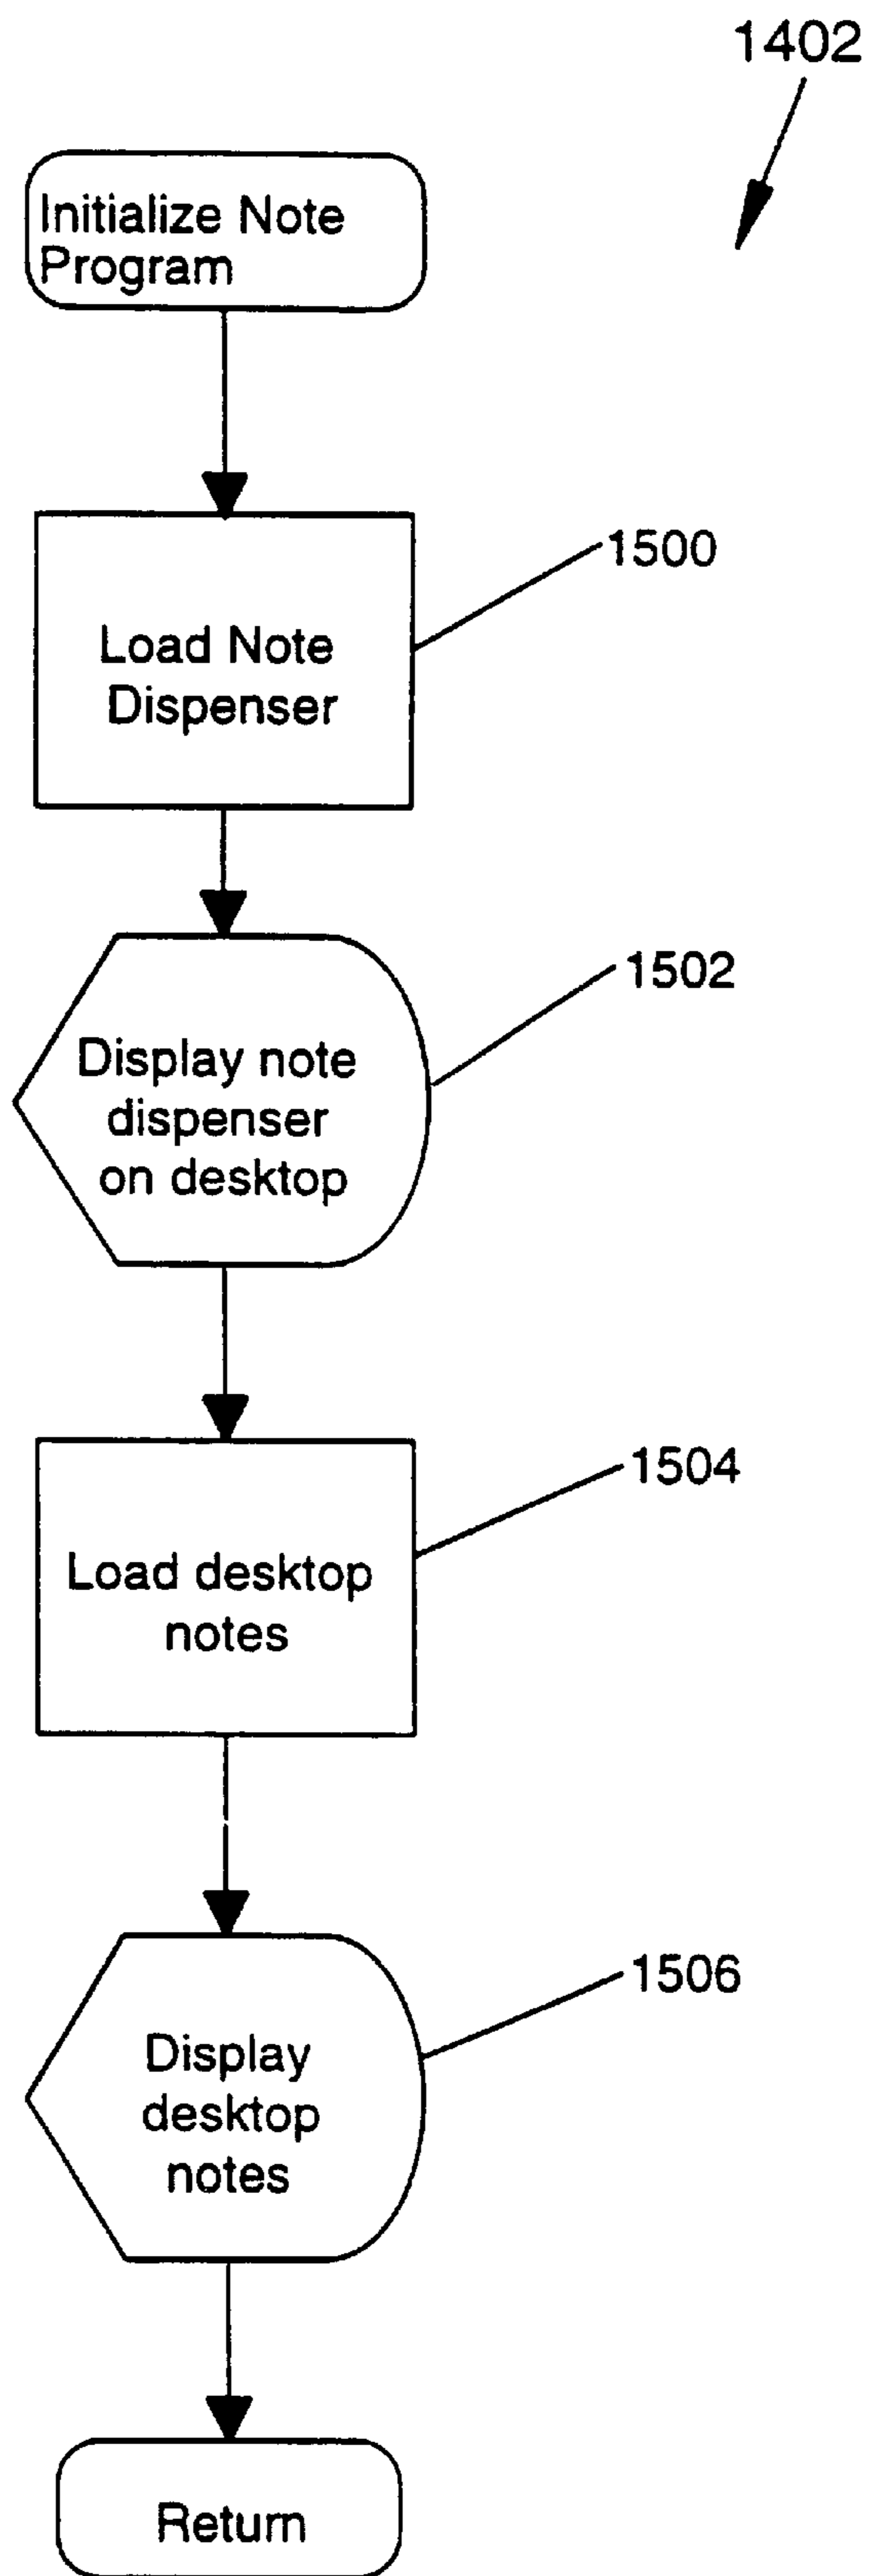 1402
Initialize Note
Program
1500
Load Note
Dispenser
1502
Display note
dispenser
on desktop
1504
Load desktop
notes
1506
Display
desktop
notes
Return